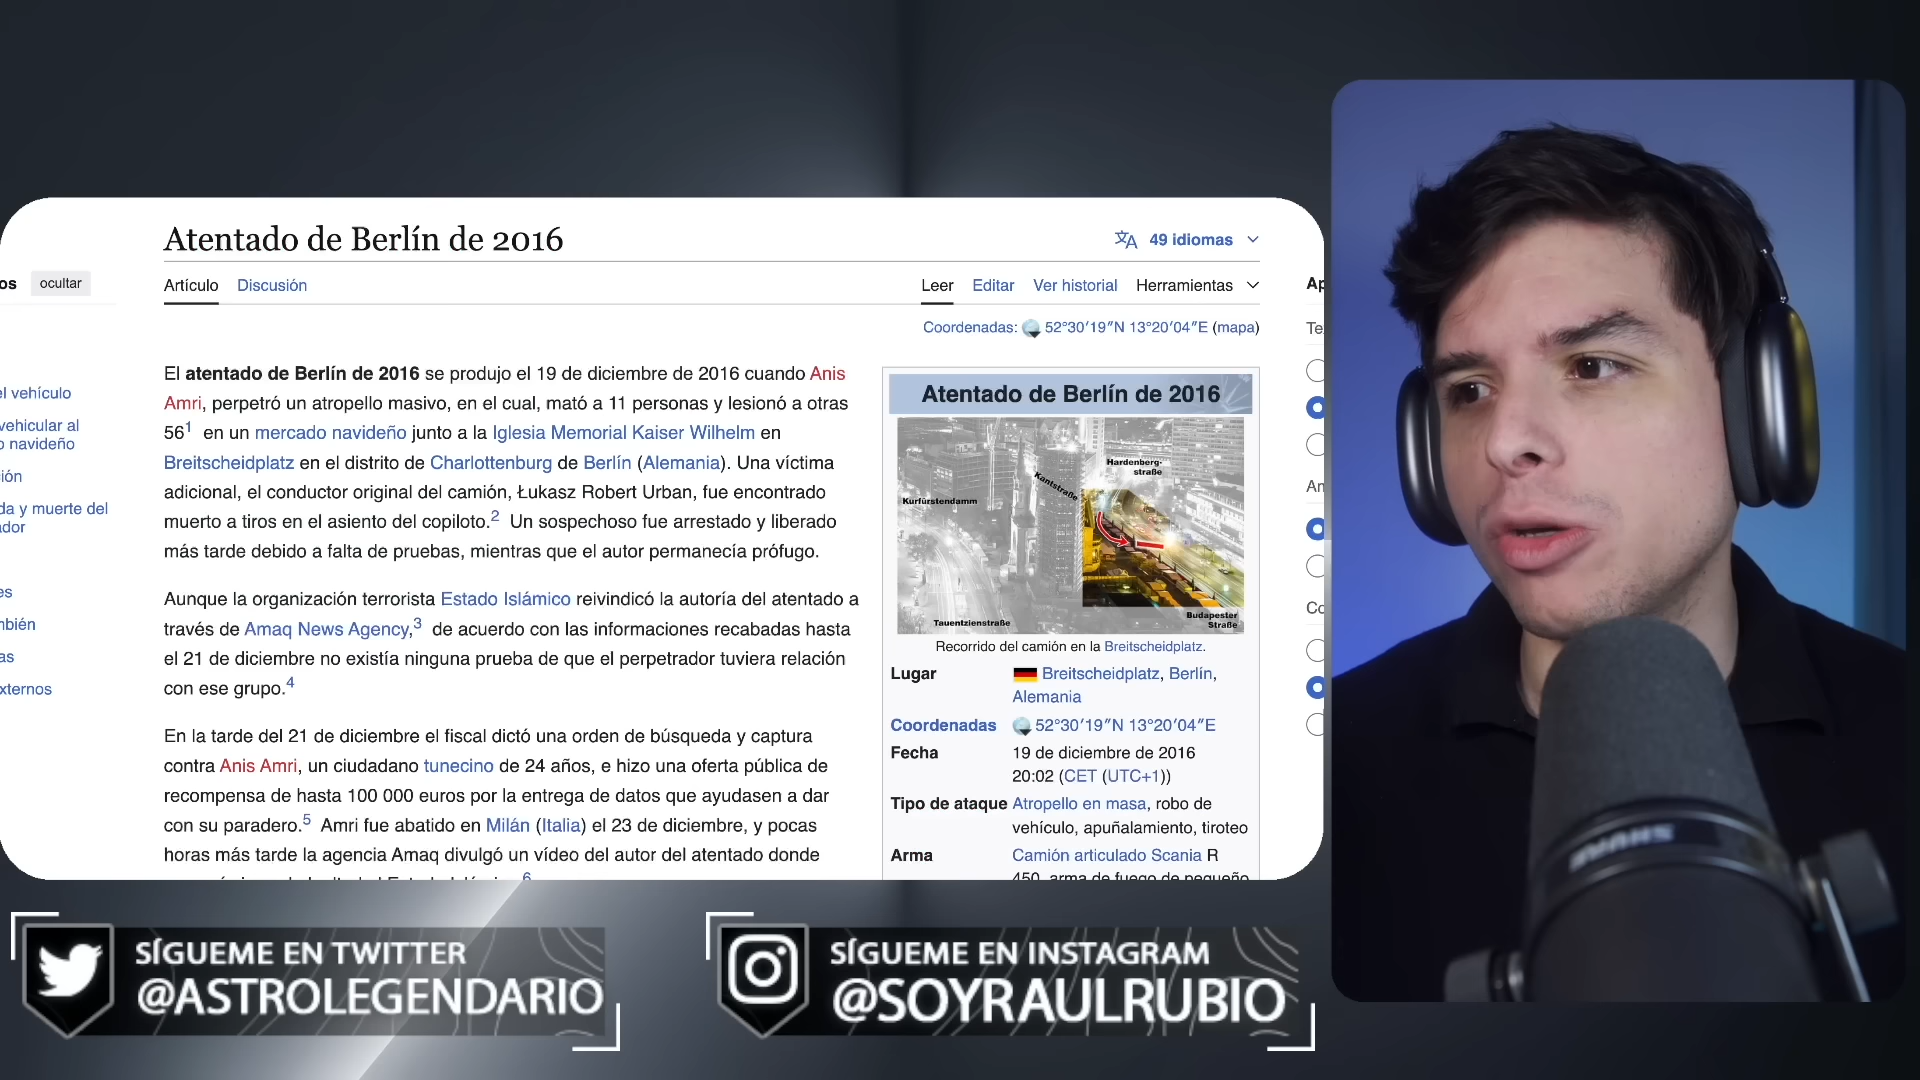 Atentado de Berlín de 2016
49 idiomas
os ocultar
Artículo Discusión
Leer Editar Ver historial Herramientas
Coordenadas: 52°30′19″N 13°20′04″E (mapa)
el vehículo
vehicular al
o navideño
ción
da y muerte del
ador
es
mbién
as
xternos
El atentado de Berlín de 2016 se produjo el 19 de diciembre de 2016 cuando Anis
Amri, perpetró un atropello masivo, en el cual, mató a 11 personas y lesionó a otras
56¹ en un mercado navideño junto a la Iglesia Memorial Kaiser Wilhelm en
Breitscheidplatz en el distrito de Charlottenburg de Berlín (Alemania). Una víctima
adicional, el conductor original del camión, Łukasz Robert Urban, fue encontrado
muerto a tiros en el asiento del copiloto.² Un sospechoso fue arrestado y liberado
más tarde debido a falta de pruebas, mientras que el autor permanecía prófugo.
Aunque la organización terrorista Estado Islámico reivindicó la autoría del atentado a
través de Amaq News Agency,³ de acuerdo con las informaciones recabadas hasta
el 21 de diciembre no existía ninguna prueba de que el perpetrador tuviera relación
con ese grupo.⁴
En la tarde del 21 de diciembre el fiscal dictó una orden de búsqueda y captura
contra Anis Amri, un ciudadano tunecino de 24 años, e hizo una oferta pública de
recompensa de hasta 100 000 euros por la entrega de datos que ayudasen a dar
con su paradero.⁵ Amri fue abatido en Milán (Italia) el 23 de diciembre, y pocas
horas más tarde la agencia Amaq divulgó un vídeo del autor del atentado donde
Atentado de Berlín de 2016
Hardenberg-
straße
Kantstraße
Kurfürstendamm
Tauentzienstraße
Budapester
Straße
Recorrido del camión en la Breitscheidplatz.
Lugar Breitscheidplatz, Berlín,
Alemania
Coordenadas 52°30′19″N 13°20′04″E
Fecha 19 de diciembre de 2016
20:02 (CET (UTC+1))
Tipo de ataque Atropello en masa, robo de
vehículo, apuñalamiento, tiroteo
Arma Camión articulado Scania R
450, arma de fuego de pequeño
Ap
Te
An
Co
SÍGUEME EN TWITTER
@ASTROLEGENDARIO
SÍGUEME EN INSTAGRAM
@SOYRAULRUBIO
SHURE